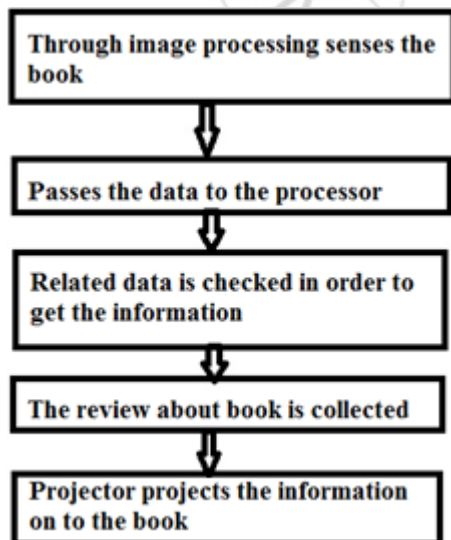 Through image processing senses the
book
Passes the data to the processor
Related data is checked in order to
get the information
The review about book is collected
Projector projects the information
on to the book